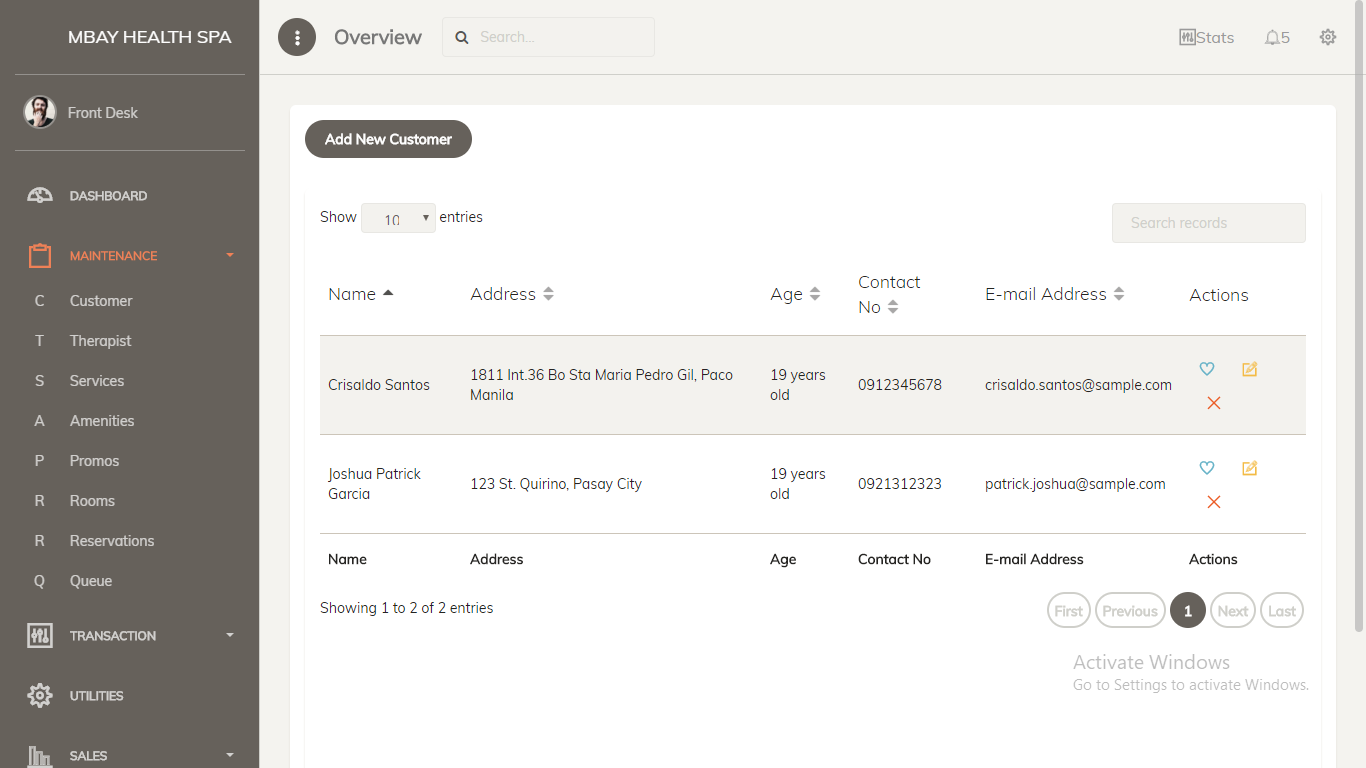 MBAY HEALTH SPA
Overview
Search...
Stats
5
Front Desk
DASHBOARD
MAINTENANCE
C Customer
T Therapist
S Services
A Amenities
P Promos
R Rooms
R Reservations
Q Queue
TRANSACTION
UTILITIES
SALES
Add New Customer
Show 10 entries
Search records
Name Address Age Contact No E-mail Address Actions
Crisaldo Santos 1811 Int.36 Bo Sta Maria Pedro Gil, Paco Manila 19 years old 0912345678 crisaldo.santos@sample.com
Joshua Patrick Garcia 123 St. Quirino, Pasay City 19 years old 0921312323 patrick.joshua@sample.com
Name Address Age Contact No E-mail Address Actions
Showing 1 to 2 of 2 entries
First Previous 1 Next Last
Activate Windows
Go to Settings to activate Windows.